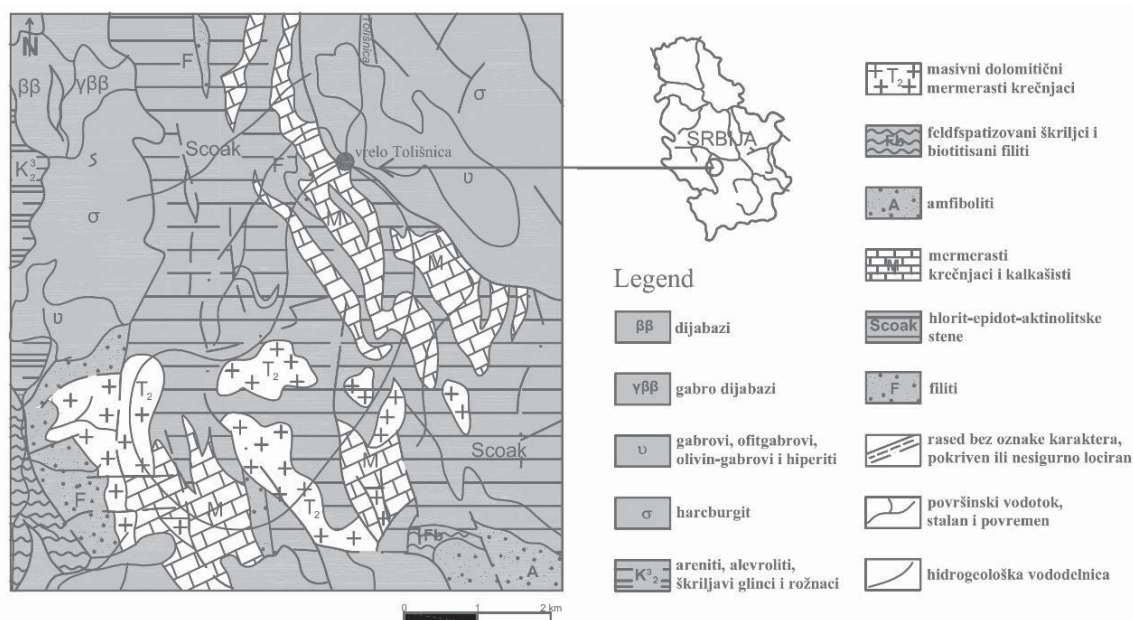 N
F
Tolišnica
σ
ββ
γββ
Scoak
F
vrelo Tolišnica
K³₂
σ
υ
M
M
υ
T₂
T₂
M
Scoak
F
M
T₂
Fb
A
0 1 2 km
SRBIJA
Legend
ββ dijabazi
γββ gabro dijabazi
υ gabrovi, ofitgabrovi,
olivin-gabrovi i hiperiti
σ harcburgit
K³₂ areniti, alevroliti,
škriljavi glinci i rožnaci
T₂ masivni dolomitični
mermerasti krečnjaci
Fb feldfspatizovani škriljci i
biotitisani filiti
A amfiboliti
M mermerasti
krečnjaci i kalkašisti
Scoak hlorit-epidot-aktinolitske
stene
F filiti
rased bez oznake karaktera,
pokriven ili nesigurno lociran
površinski vodotok,
stalan i povremen
hidrogeološka vododelnica